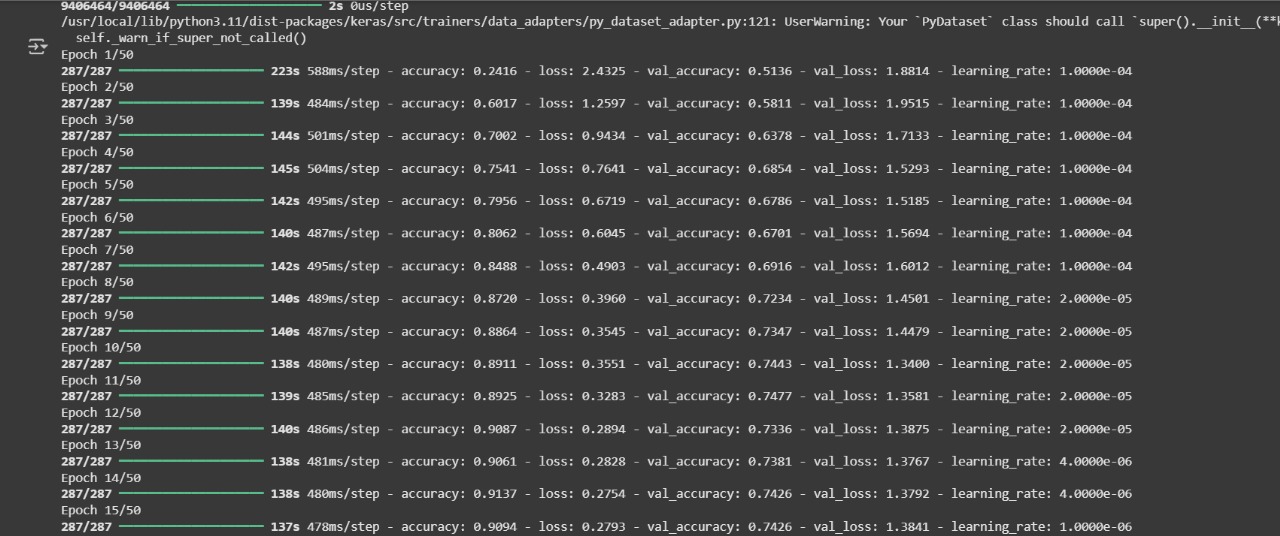 9406464/9406464 ━━━━━━━━━━━━━━━━━━━━ 2s 0us/step
/usr/local/lib/python3.11/dist-packages/keras/src/trainers/data_adapters/py_dataset_adapter.py:121: UserWarning: Your `PyDataset` class should call `super().__init__(**k
self._warn_if_super_not_called()
Epoch 1/50
287/287 ━━━━━━━━━━━━━━━━━━━━ 223s 588ms/step - accuracy: 0.2416 - loss: 2.4325 - val_accuracy: 0.5136 - val_loss: 1.8814 - learning_rate: 1.0000e-04
Epoch 2/50
287/287 ━━━━━━━━━━━━━━━━━━━━ 139s 484ms/step - accuracy: 0.6017 - loss: 1.2597 - val_accuracy: 0.5811 - val_loss: 1.9515 - learning_rate: 1.0000e-04
Epoch 3/50
287/287 ━━━━━━━━━━━━━━━━━━━━ 144s 501ms/step - accuracy: 0.7002 - loss: 0.9434 - val_accuracy: 0.6378 - val_loss: 1.7133 - learning_rate: 1.0000e-04
Epoch 4/50
287/287 ━━━━━━━━━━━━━━━━━━━━ 145s 504ms/step - accuracy: 0.7541 - loss: 0.7641 - val_accuracy: 0.6854 - val_loss: 1.5293 - learning_rate: 1.0000e-04
Epoch 5/50
287/287 ━━━━━━━━━━━━━━━━━━━━ 142s 495ms/step - accuracy: 0.7956 - loss: 0.6719 - val_accuracy: 0.6786 - val_loss: 1.5185 - learning_rate: 1.0000e-04
Epoch 6/50
287/287 ━━━━━━━━━━━━━━━━━━━━ 140s 487ms/step - accuracy: 0.8062 - loss: 0.6045 - val_accuracy: 0.6701 - val_loss: 1.5694 - learning_rate: 1.0000e-04
Epoch 7/50
287/287 ━━━━━━━━━━━━━━━━━━━━ 142s 495ms/step - accuracy: 0.8488 - loss: 0.4903 - val_accuracy: 0.6916 - val_loss: 1.6012 - learning_rate: 1.0000e-04
Epoch 8/50
287/287 ━━━━━━━━━━━━━━━━━━━━ 140s 489ms/step - accuracy: 0.8720 - loss: 0.3960 - val_accuracy: 0.7234 - val_loss: 1.4501 - learning_rate: 2.0000e-05
Epoch 9/50
287/287 ━━━━━━━━━━━━━━━━━━━━ 140s 487ms/step - accuracy: 0.8864 - loss: 0.3545 - val_accuracy: 0.7347 - val_loss: 1.4479 - learning_rate: 2.0000e-05
Epoch 10/50
287/287 ━━━━━━━━━━━━━━━━━━━━ 138s 480ms/step - accuracy: 0.8911 - loss: 0.3551 - val_accuracy: 0.7443 - val_loss: 1.3400 - learning_rate: 2.0000e-05
Epoch 11/50
287/287 ━━━━━━━━━━━━━━━━━━━━ 139s 485ms/step - accuracy: 0.8925 - loss: 0.3283 - val_accuracy: 0.7477 - val_loss: 1.3581 - learning_rate: 2.0000e-05
Epoch 12/50
287/287 ━━━━━━━━━━━━━━━━━━━━ 140s 486ms/step - accuracy: 0.9087 - loss: 0.2894 - val_accuracy: 0.7336 - val_loss: 1.3875 - learning_rate: 2.0000e-05
Epoch 13/50
287/287 ━━━━━━━━━━━━━━━━━━━━ 138s 481ms/step - accuracy: 0.9061 - loss: 0.2828 - val_accuracy: 0.7381 - val_loss: 1.3767 - learning_rate: 4.0000e-06
Epoch 14/50
287/287 ━━━━━━━━━━━━━━━━━━━━ 138s 480ms/step - accuracy: 0.9137 - loss: 0.2754 - val_accuracy: 0.7426 - val_loss: 1.3792 - learning_rate: 4.0000e-06
Epoch 15/50
287/287 ━━━━━━━━━━━━━━━━━━━━ 137s 478ms/step - accuracy: 0.9094 - loss: 0.2793 - val_accuracy: 0.7426 - val_loss: 1.3841 - learning_rate: 1.0000e-06